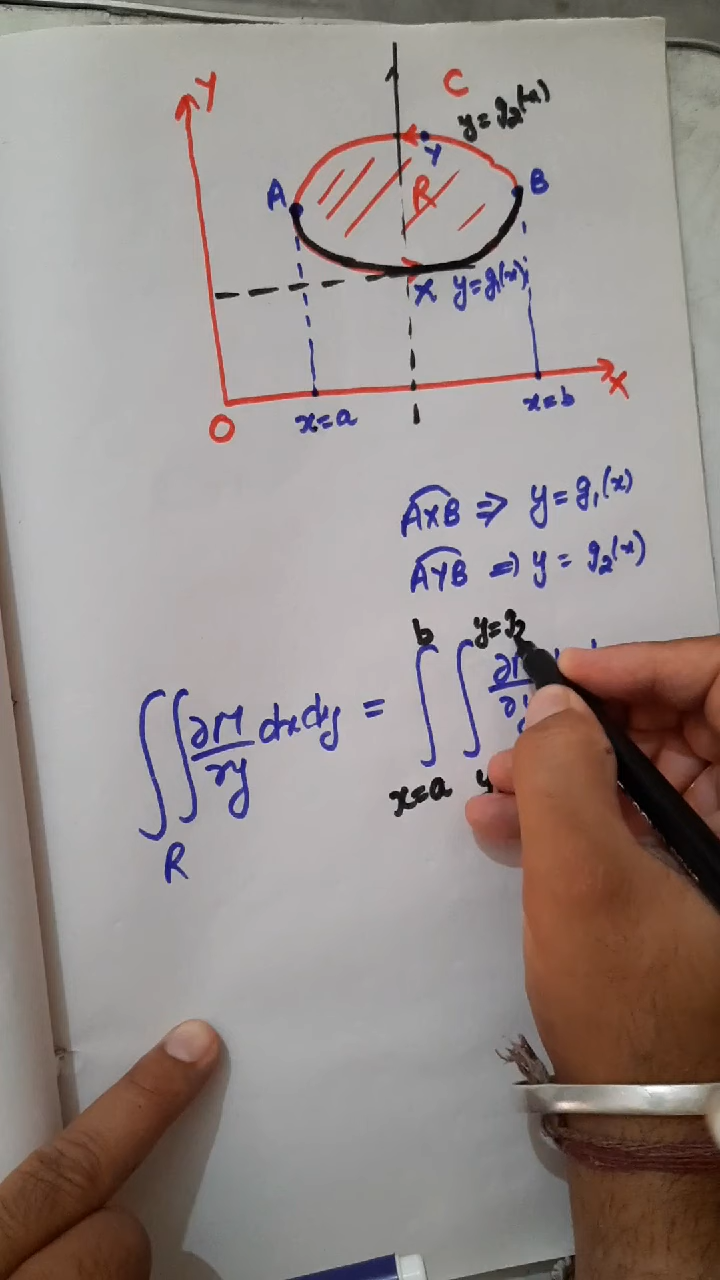 Y
C
y = g₂(x)
Y
A
R
B
X y = g₁(x)
O
x = a
x = b
X
AXB ⇒ y = g₁(x)
AYB ⇒ y = g₂(x)
b y = g₂
∫∫ ∂M/∂y dxdy = ∫ ∫ ∂M/∂y
R x = a y